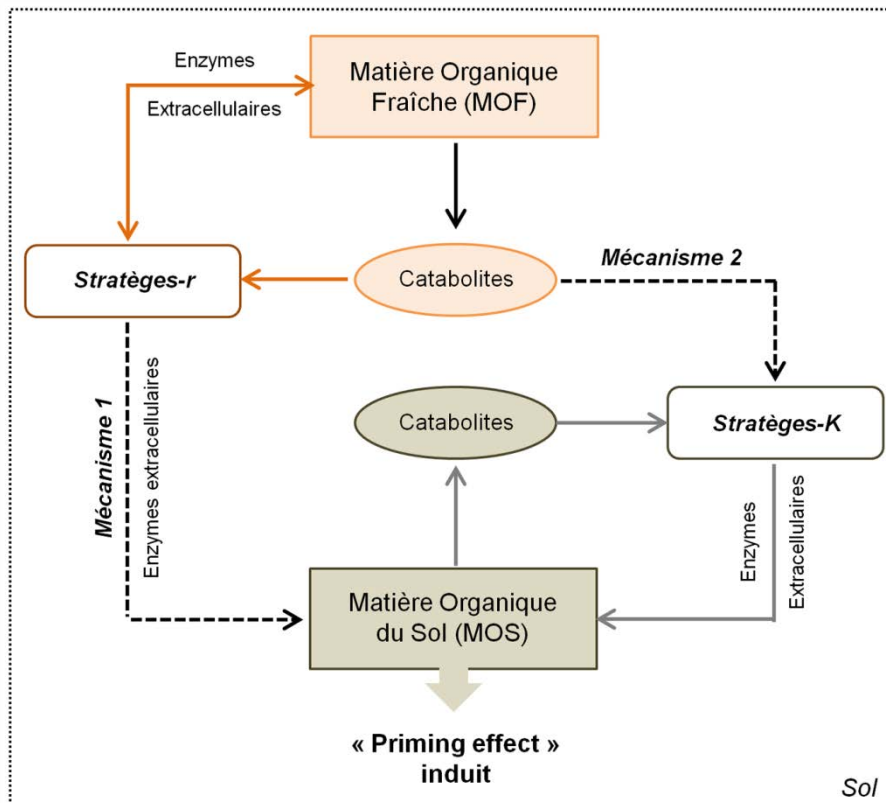 Enzymes
Extracellulaires
Matière Organique
Fraîche (MOF)
Stratèges-r
Catabolites
Mécanisme 2
Mécanisme 1
Enzymes extracellulaires
Catabolites
Stratèges-K
Enzymes
Extracellulaires
Matière Organique
du Sol (MOS)
« Priming effect »
induit
Sol